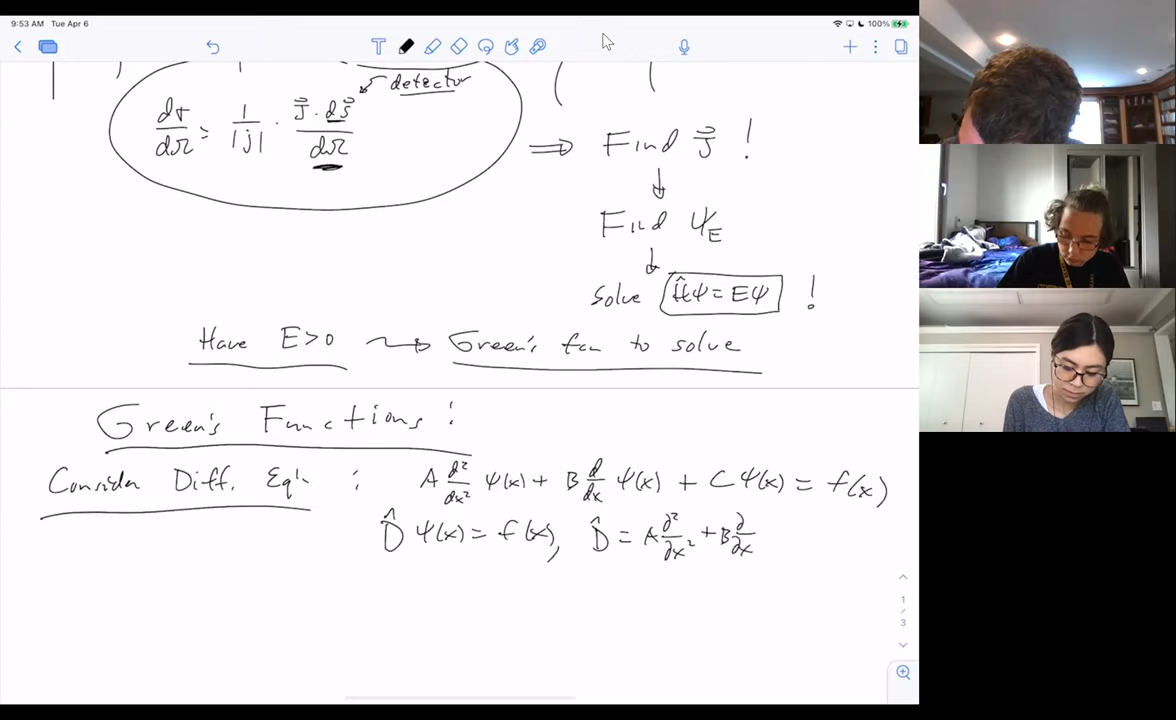 9:53 AM Tue Apr 6
100%
detector
dσ/dΩ = 1/|j| · J⃗ · ds⃗/dΩ
⇒ Find J⃗ !
↓
Find Ψ_E
↓
Solve ĤΨ = EΨ !
Have E>0 → Green's fcn to solve
Green's Functions :
Consider Diff. Eq'n : A d²/dx² Ψ(x) + B d/dx Ψ(x) + C Ψ(x) = f(x)
D̂ Ψ(x) = f(x), D̂ = A ∂²/∂x² + B ∂/∂x
1
/
3